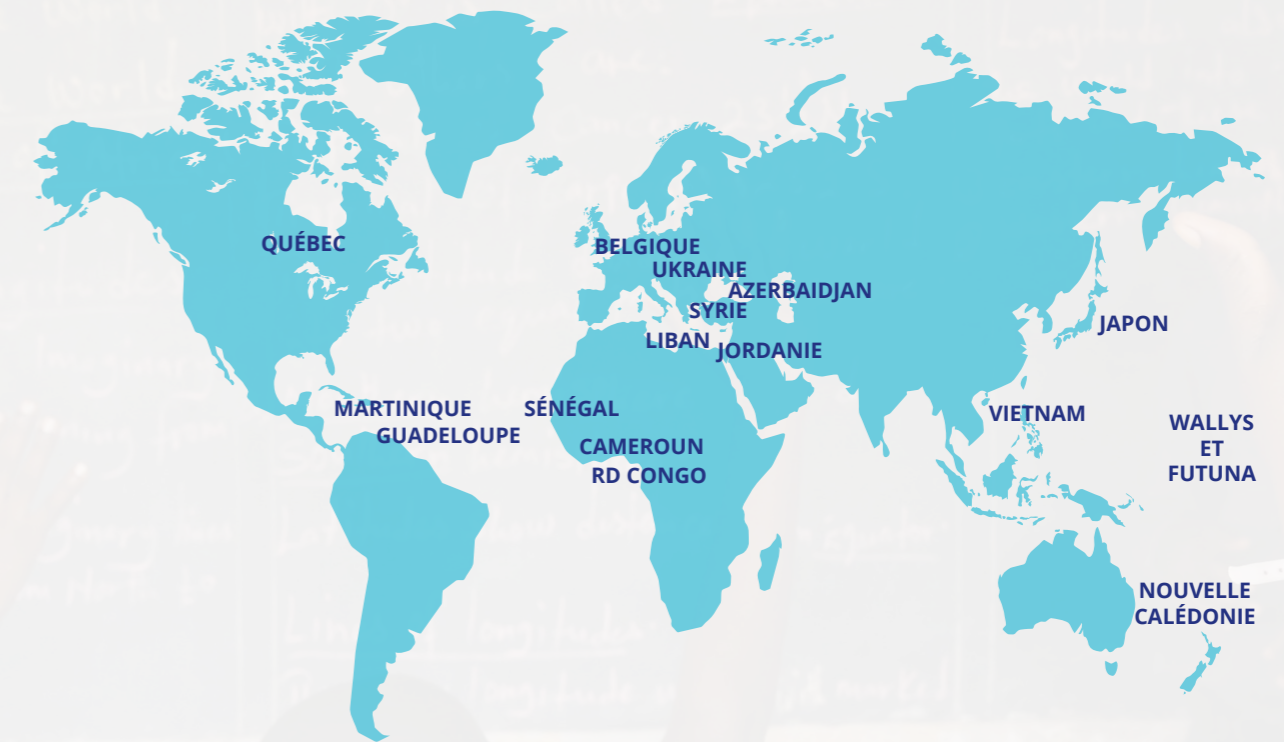 QUÉBEC
BELGIQUE
UKRAINE
AZERBAIDJAN
SYRIE
LIBAN
JORDANIE
JAPON
MARTINIQUE
GUADELOUPE
SÉNÉGAL
CAMEROUN
RD CONGO
VIETNAM
WALLYS
ET
FUTUNA
NOUVELLE
CALÉDONIE